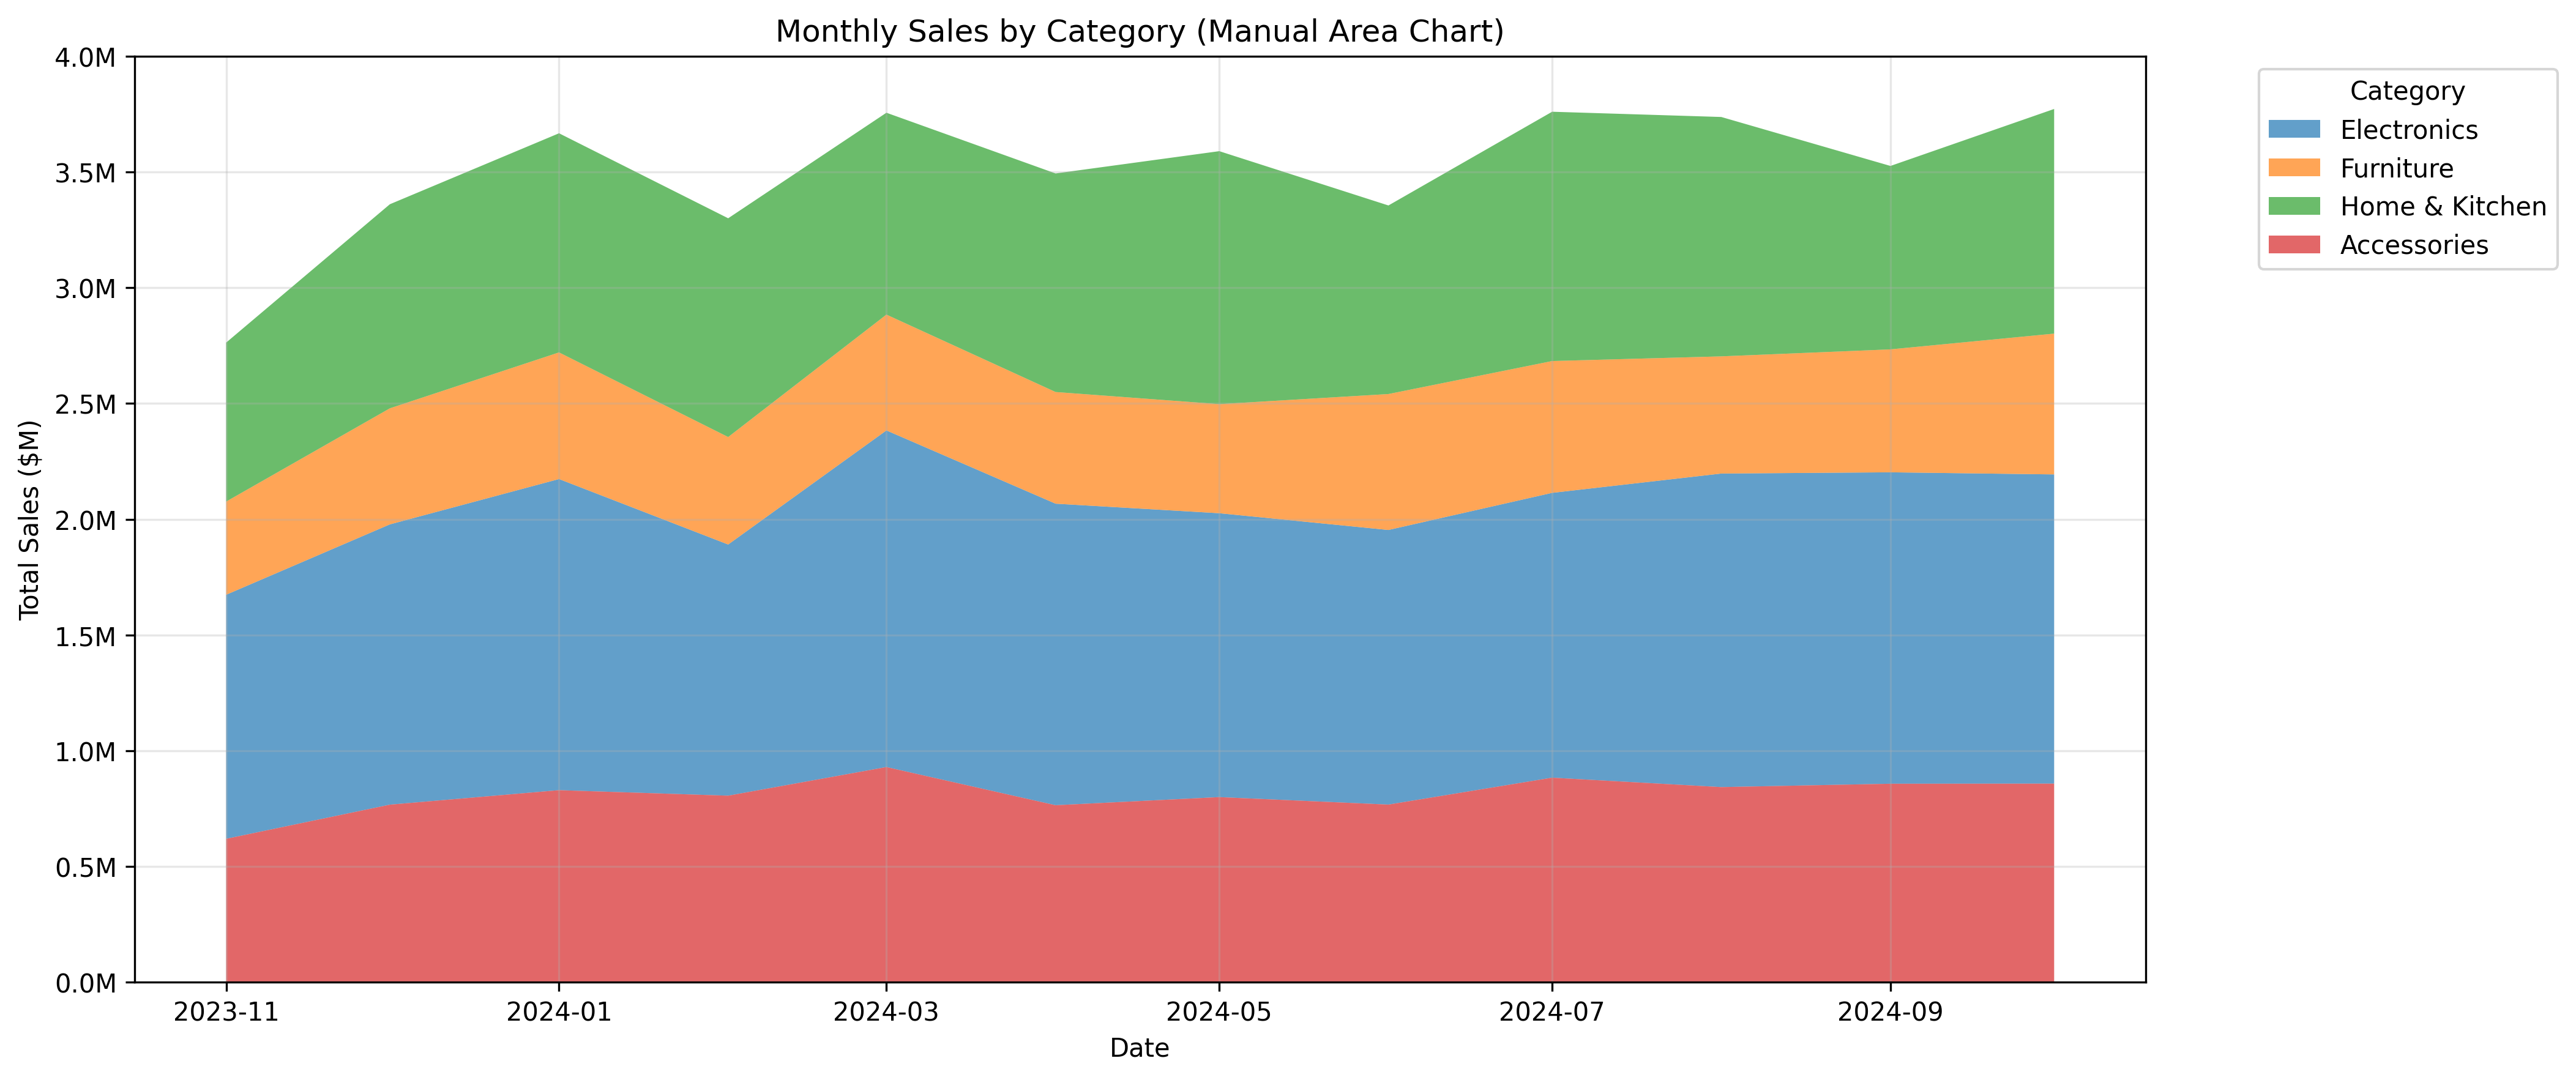 Monthly Sales by Category (Manual Area Chart)
4.0M
3.5M
3.0M
2.5M
2.0M
1.5M
1.0M
0.5M
0.0M
Total Sales ($M)
2023-11
2024-01
2024-03
2024-05
2024-07
2024-09
Date
Category
Electronics
Furniture
Home & Kitchen
Accessories